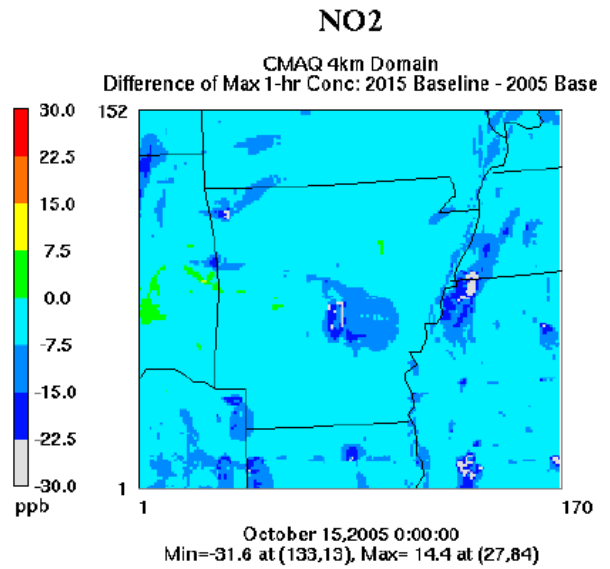 NO2
CMAQ 4km Domain
Difference of Max 1-hr Conc: 2015 Baseline - 2005 Base
30.0
22.5
15.0
7.5
0.0
-7.5
-15.0
-22.5
-30.0
ppb
152
1
1
170
October 15,2005 0:00:00
Min=-31.6 at (133,13), Max= 14.4 at (27,84)